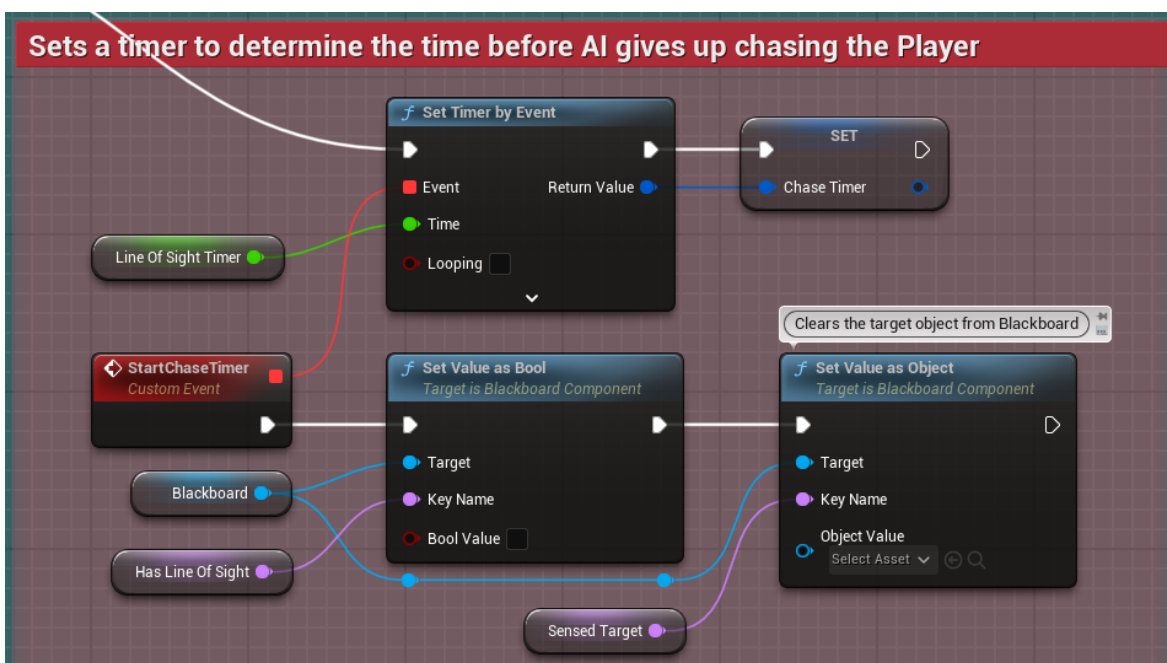 Sets a timer to determine the time before AI gives up chasing the Player
f Set Timer by Event
SET
Event
Return Value
Chase Timer
Time
Line Of Sight Timer
Looping
Clears the target object from Blackboard
StartChaseTimer
Custom Event
f Set Value as Bool
Target is Blackboard Component
f Set Value as Object
Target is Blackboard Component
Target
Target
Blackboard
Key Name
Key Name
Bool Value
Object Value
Select Asset
Has Line Of Sight
Sensed Target